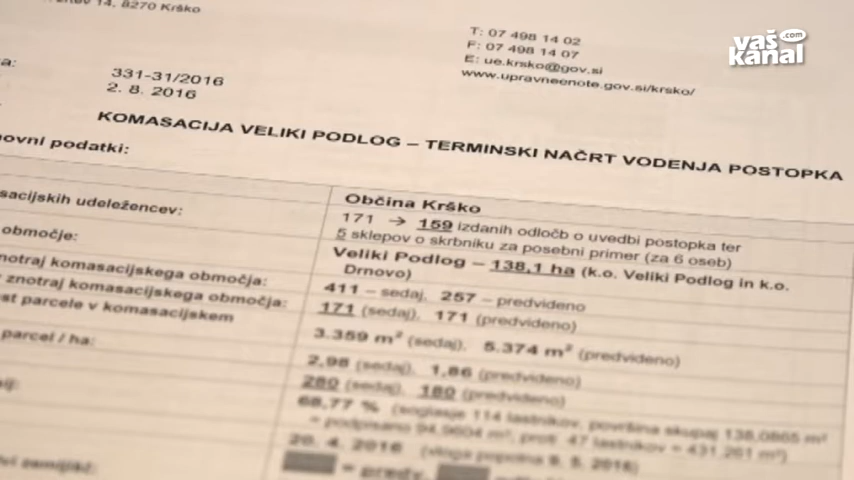 14, 8270 Krško
T: 07 498 14 02
F: 07 498 14 07
E: ue.krsko@gov.si
www.upravneenote.gov.si/krsko/
vaš kanal .com
331-31/2016
2. 8. 2016
KOMASACIJA VELIKI PODLOG – TERMINSKI NAČRT VODENJA POSTOPKA
ovni podatki:
Občina Krško
sacijskih udeležencev:
171 → 159 izdanih odločb o uvedbi postopka ter
5 sklepov o skrbniku za posebni primer (za 6 oseb)
območje:
Veliki Podlog – 138,1 ha (k.o. Veliki Podlog in k.o.
Drnovo)
notraj komasacijskega območja:
411 – sedaj, 257 – predvideno
znotraj komasacijskega območja:
171 (sedaj), 171 (predvideno)
ost parcele v komasacijskem
3.359 m² (sedaj), 5.374 m² (predvideno)
parcel / ha:
2,98 (sedaj), 1,86 (predvideno)
280 (sedaj), 180 (predvideno)
68,77 % (soglasje 114 lastnikov, površina skupaj 138,0865 m²
= podpisano 94,9604 m², proti 47 lastnikov = 431,261 m²)
20. 4. 2016 (vloga popolna 9. 5. 2016)
= predv.